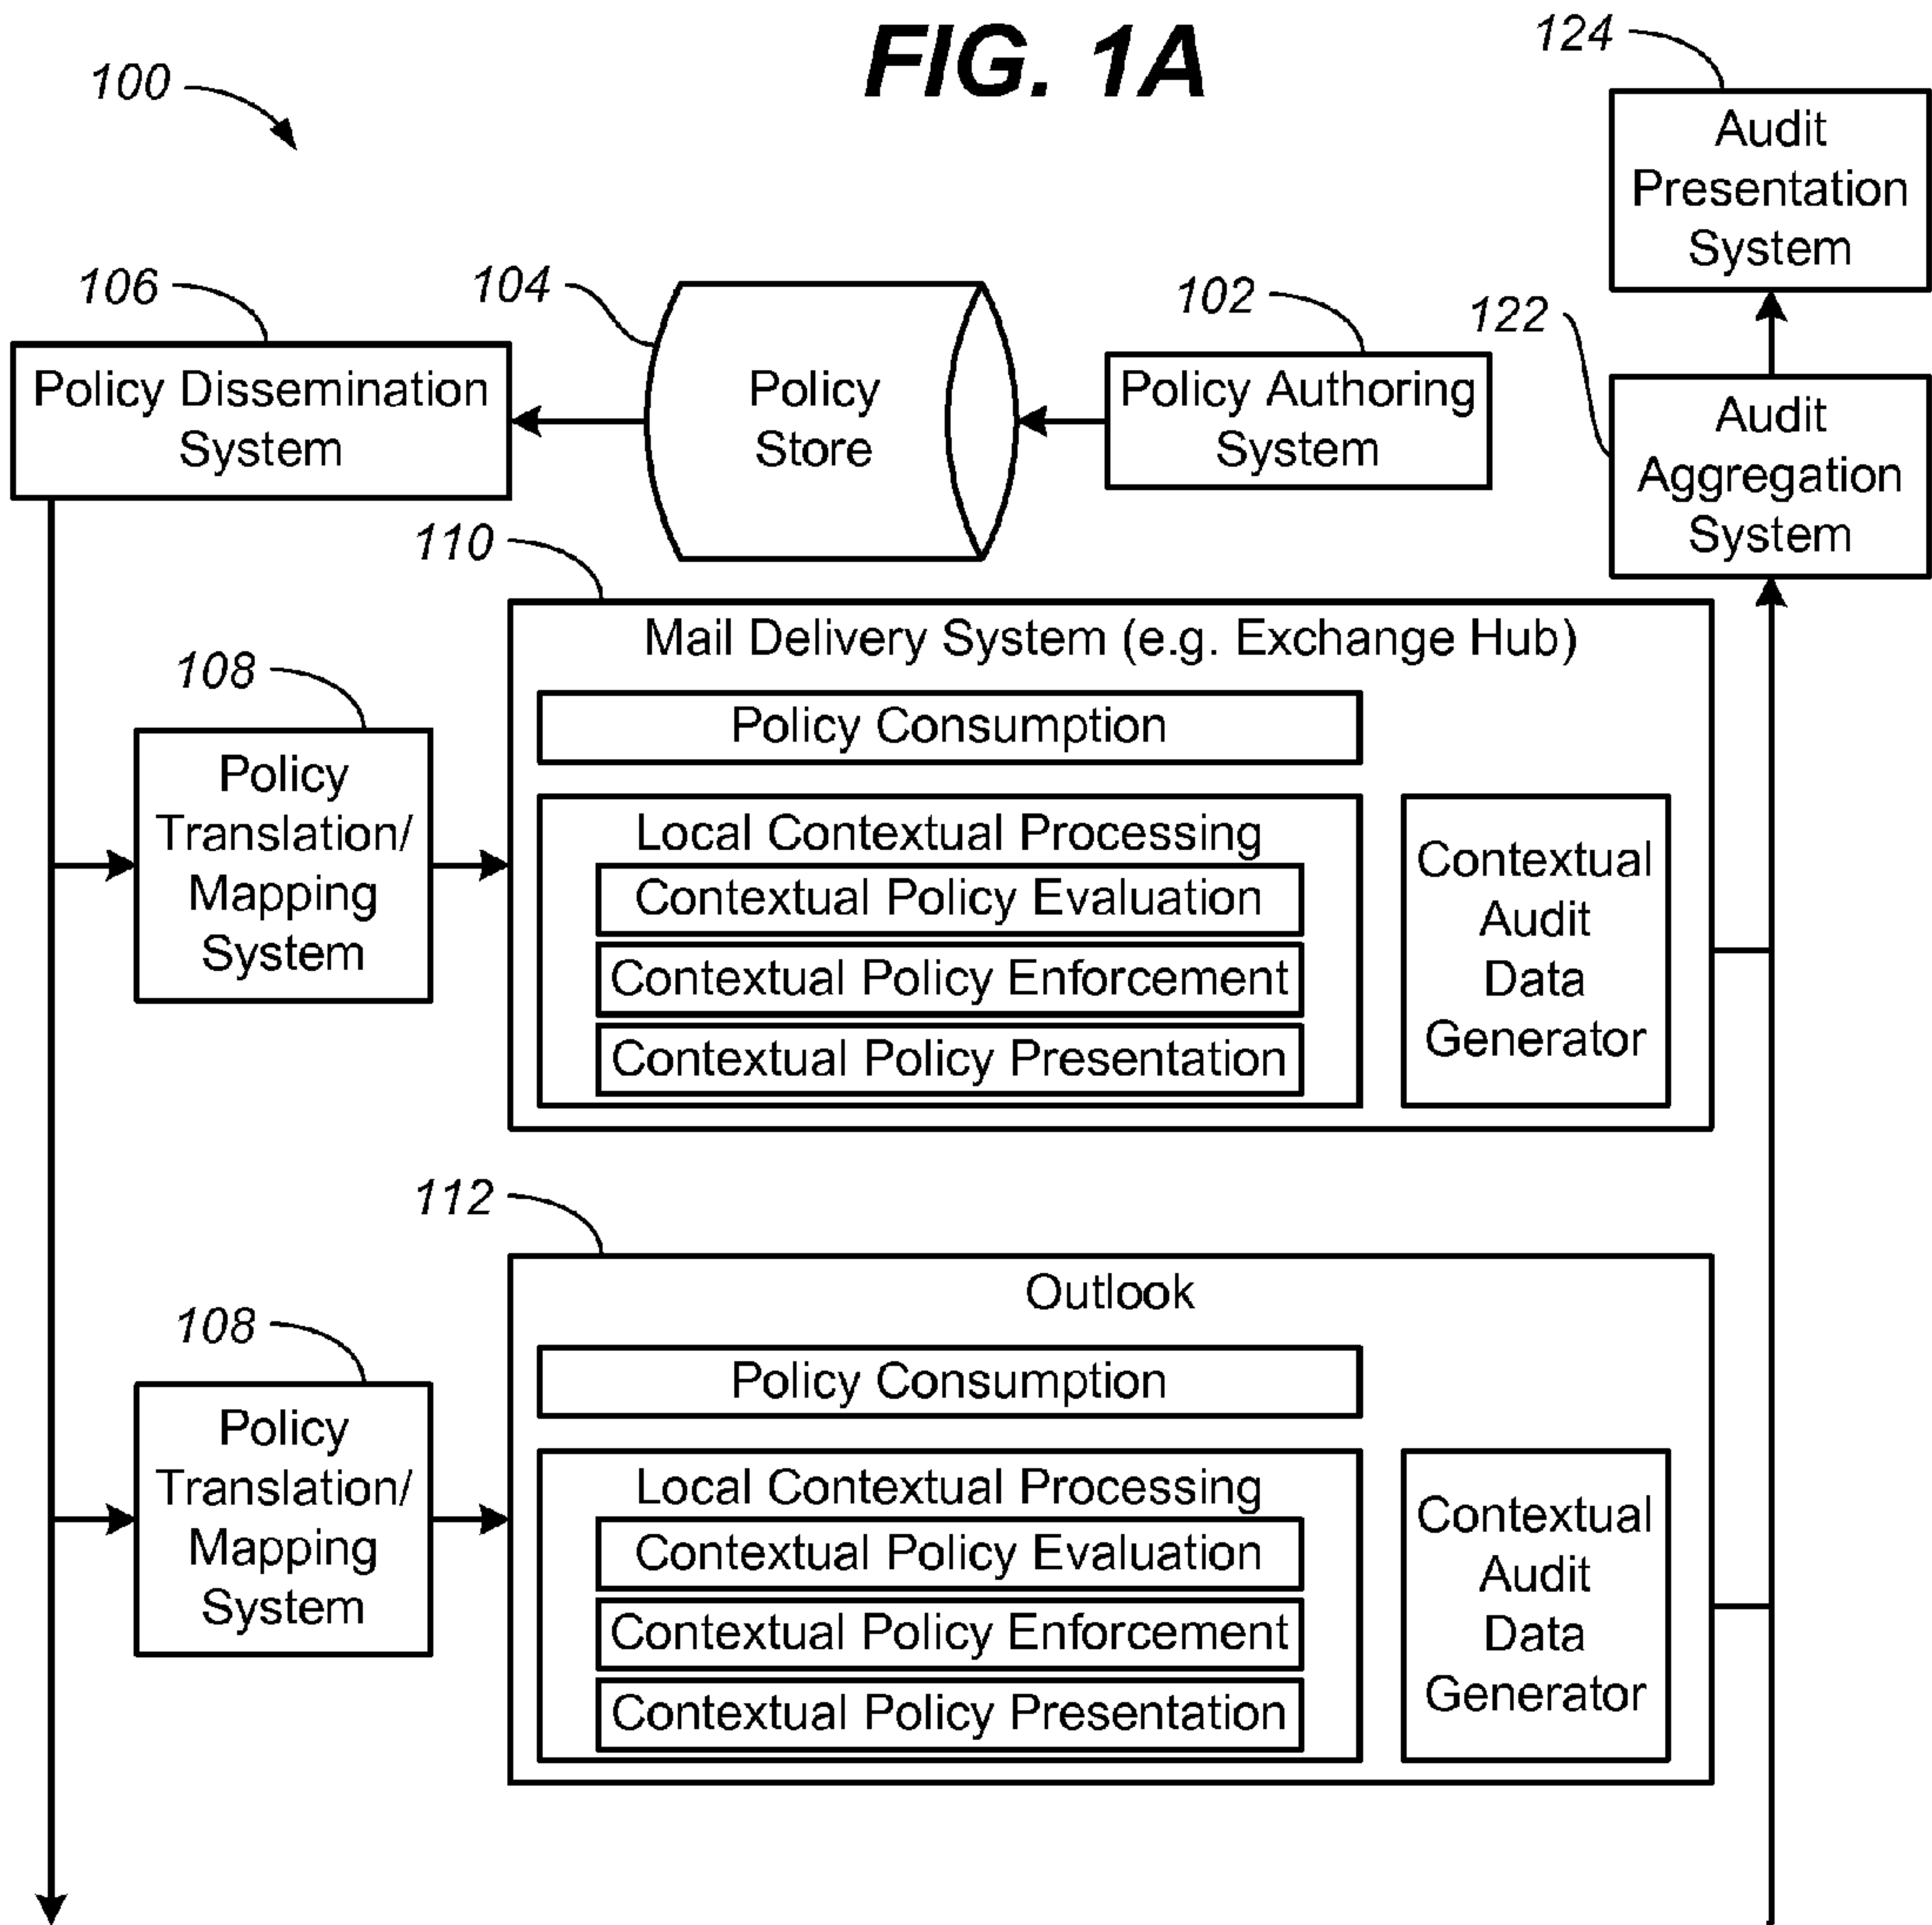 FIG. 1A
100
124
Audit
Presentation
System
106
104
102
122
Policy Dissemination
System
Policy
Store
Policy Authoring
System
Audit
Aggregation
System
110
Mail Delivery System (e.g. Exchange Hub)
Policy Consumption
108
Policy
Translation/
Mapping
System
Local Contextual Processing
Contextual Policy Evaluation
Contextual Policy Enforcement
Contextual Policy Presentation
Contextual
Audit
Data
Generator
112
Outlook
Policy Consumption
108
Policy
Translation/
Mapping
System
Local Contextual Processing
Contextual Policy Evaluation
Contextual Policy Enforcement
Contextual Policy Presentation
Contextual
Audit
Data
Generator